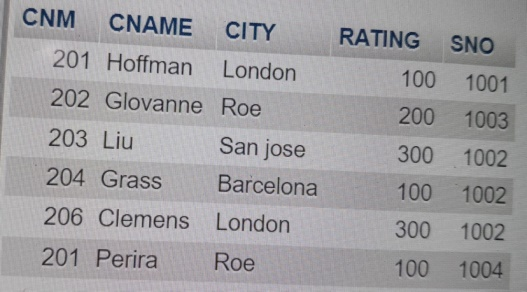 CNM CNAME CITY RATING SNO
201 Hoffman London 100 1001
202 Glovanne Roe 200 1003
203 Liu San jose 300 1002
204 Grass Barcelona 100 1002
206 Clemens London 300 1002
201 Perira Roe 100 1004